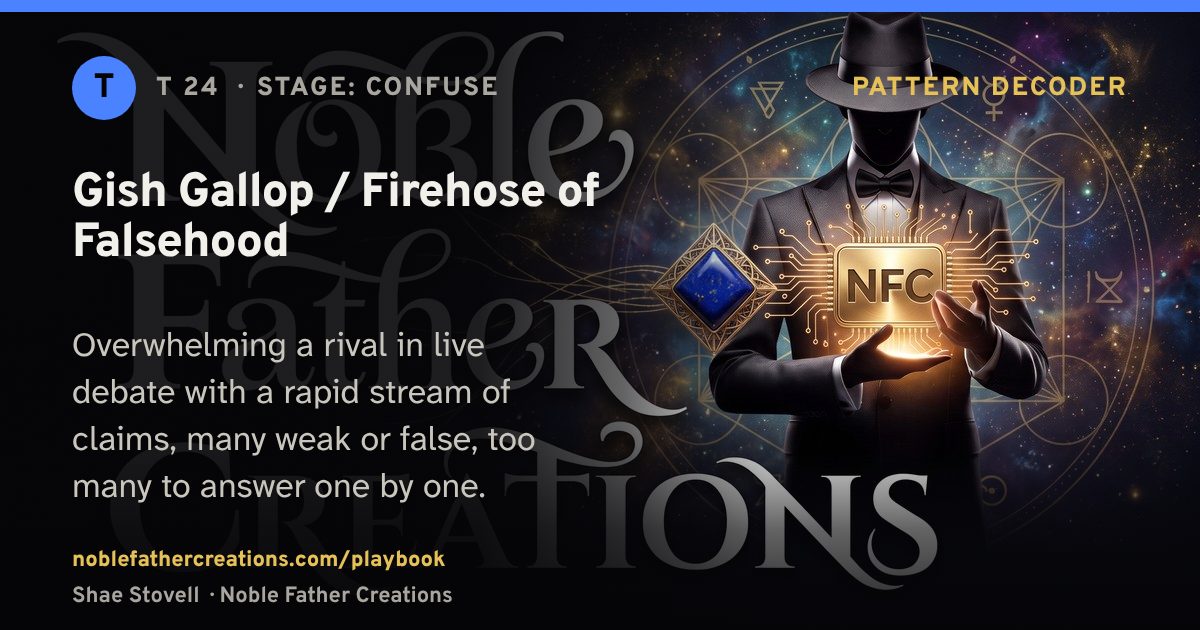 T
T 24 · STAGE: CONFUSE
PATTERN DECODER
Gish Gallop / Firehose of
Falsehood
Overwhelming a rival in live
debate with a rapid stream of
claims, many weak or false, too
many to answer one by one.
noblefathercreations.com/playbook
Shae Stovell · Noble Father Creations
NFC
Noble
FatheR
CREATIONS